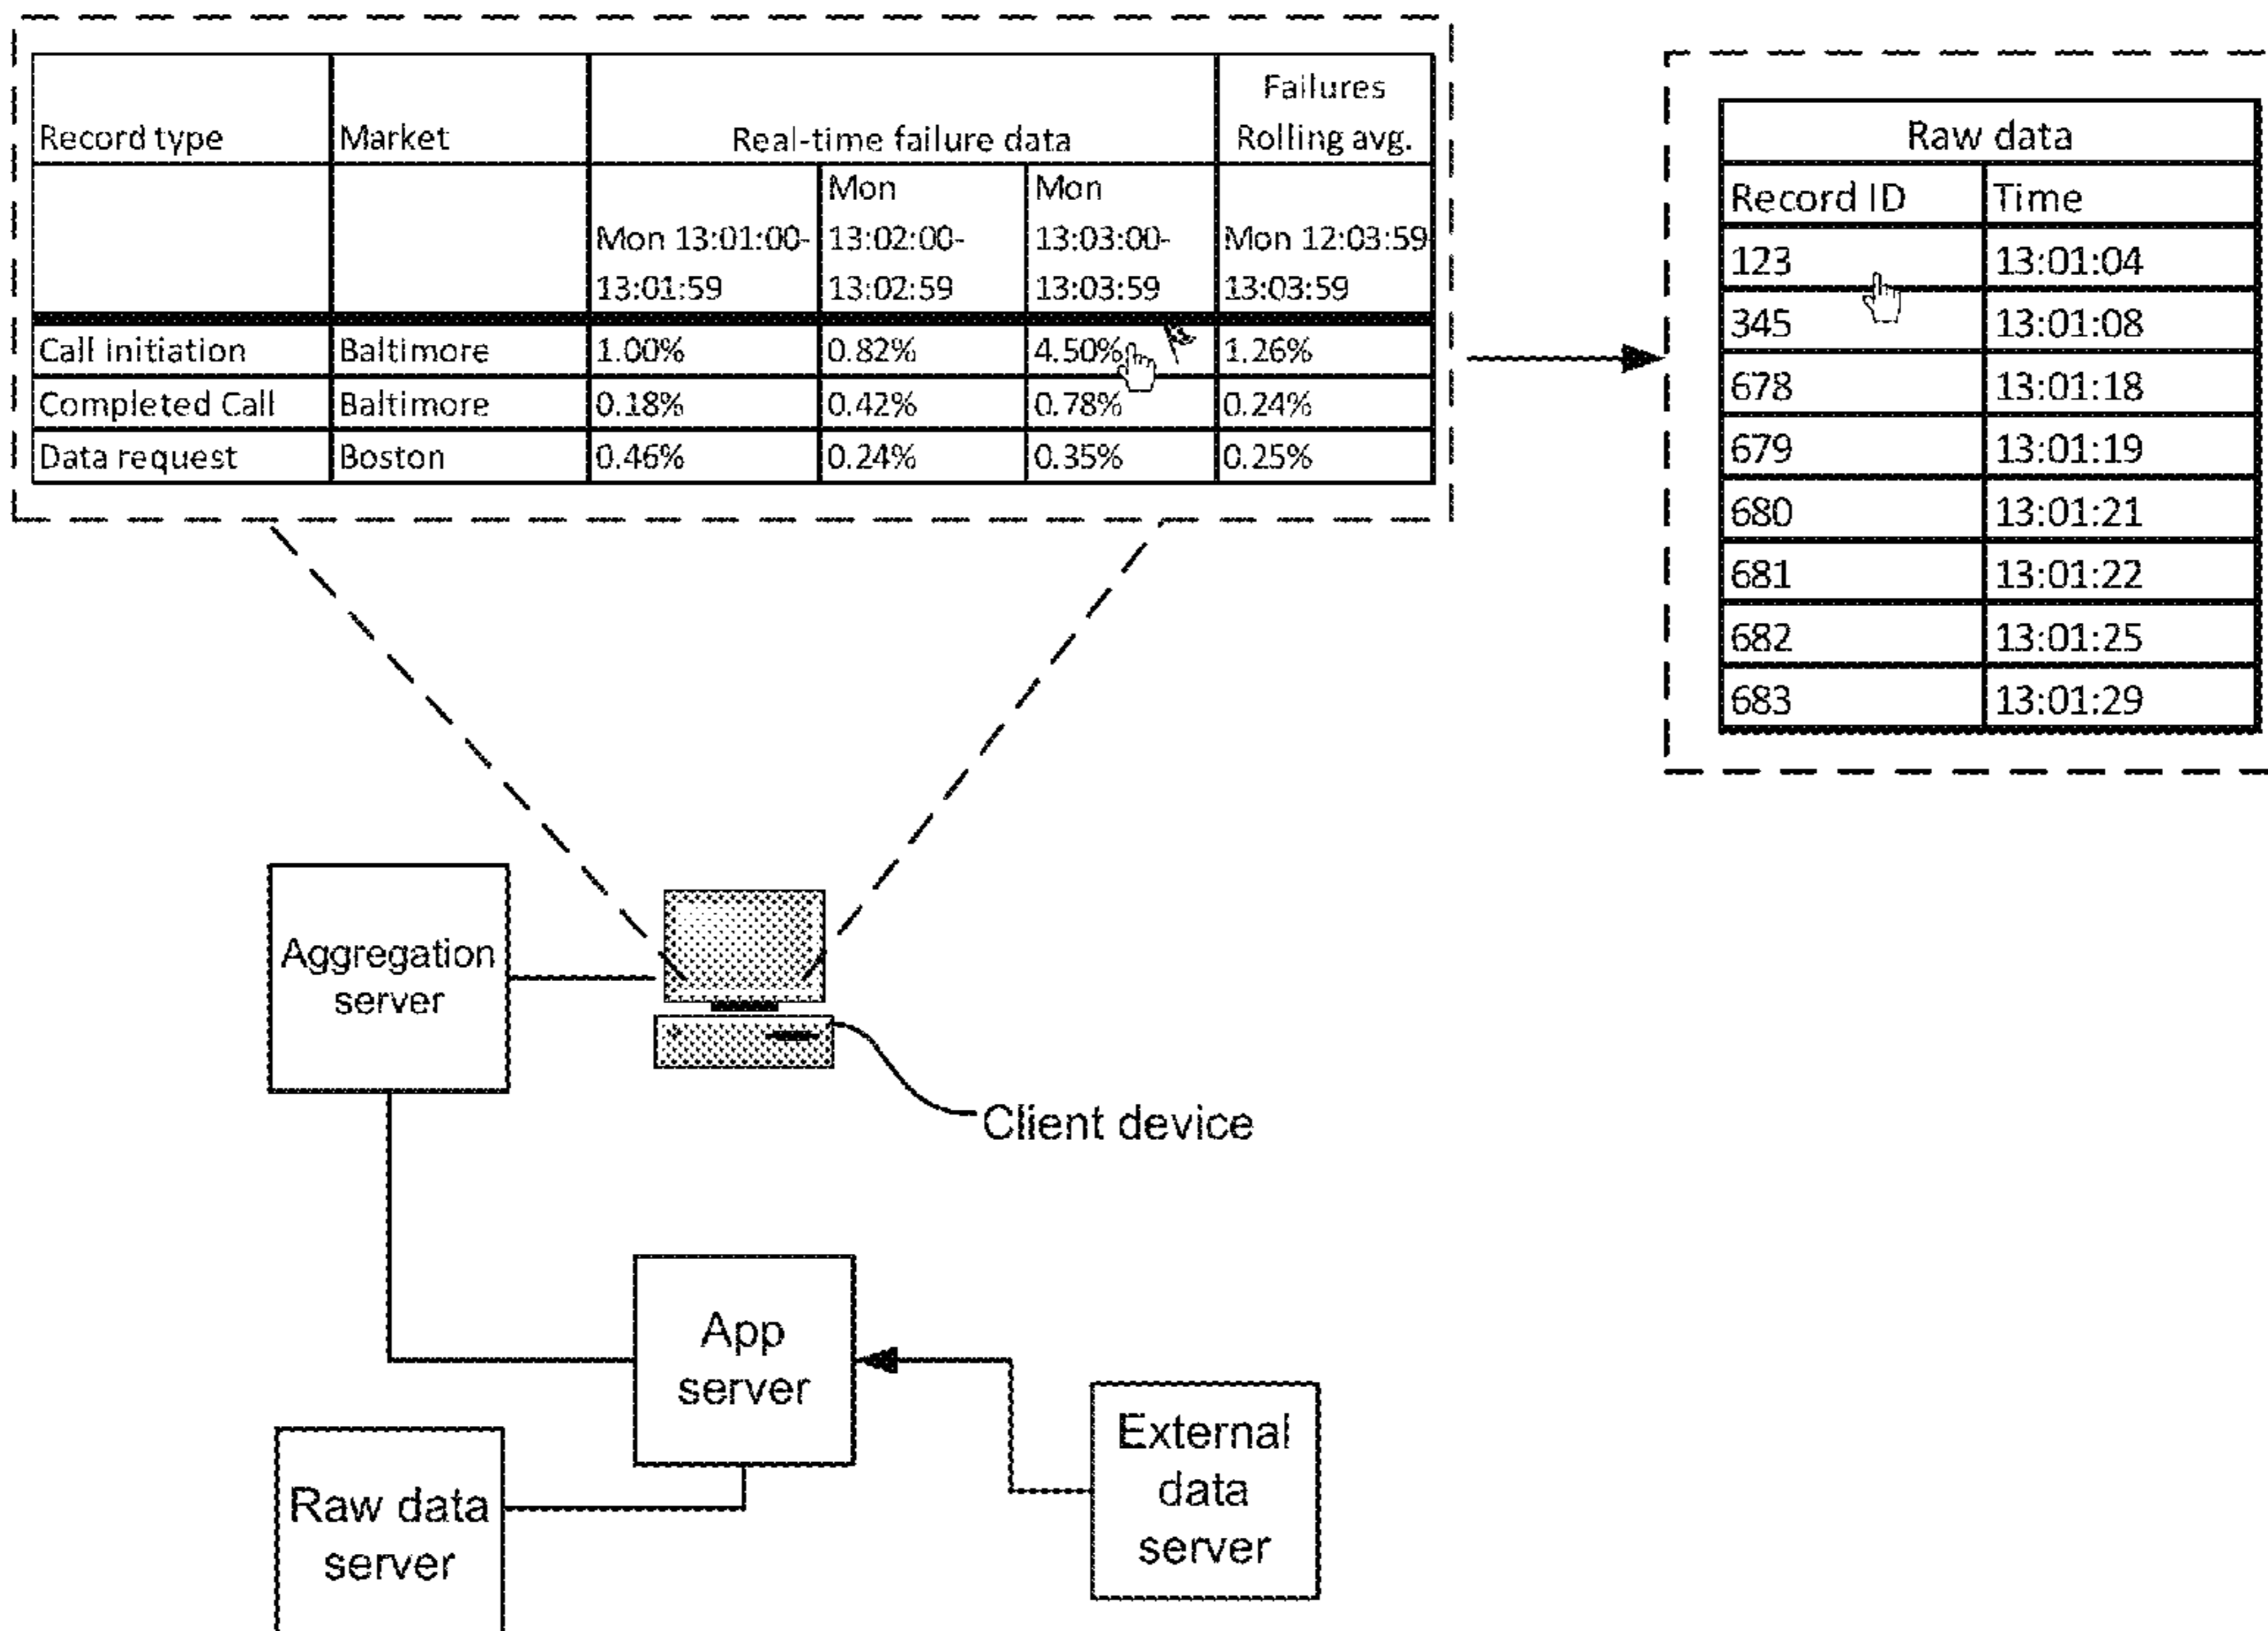 Record type Market Real-time failure data Failures Rolling avg.
Mon 13:01:00-13:01:59 Mon 13:02:00-13:02:59 Mon 13:03:00-13:03:59 Mon 12:03:59-13:03:59
Call initiation Baltimore 1.00% 0.82% 4.50% 1.26%
Completed Call Baltimore 0.18% 0.42% 0.78% 0.24%
Data request Boston 0.46% 0.24% 0.35% 0.25%
Raw data
Record ID Time
123 13:01:04
345 13:01:08
678 13:01:18
679 13:01:19
680 13:01:21
681 13:01:22
682 13:01:25
683 13:01:29
Aggregation
server
Client device
App
server
External
data
server
Raw data
server